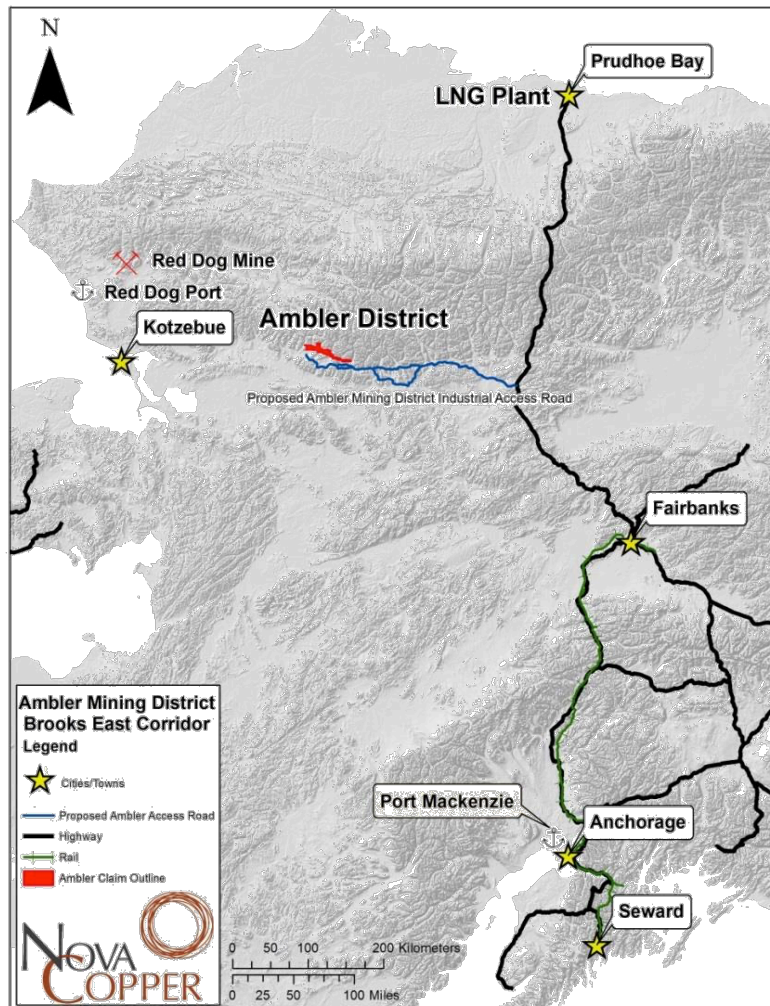 N
Prudhoe Bay
LNG Plant
Red Dog Mine
Red Dog Port
Kotzebue
Ambler District
Proposed Ambler Mining District Industrial Access Road
Fairbanks
Port Mackenzie
Anchorage
Seward
Ambler Mining District
Brooks East Corridor
Legend
Cities/Towns
Proposed Ambler Access Road
Highway
Rail
Ambler Claim Outline
NOVA
COPPER
0 50 100 200 Kilometers
0 25 50 100 Miles